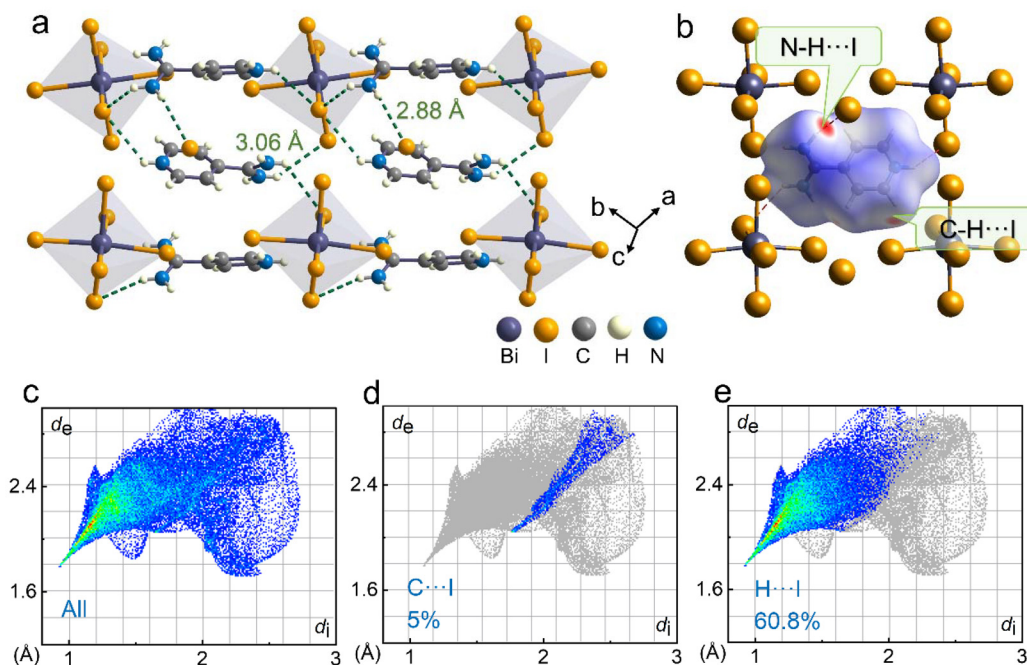 a
3.06 Å
2.88 Å
b
a
c
Bi
I
C
H
N
b
N-H···I
C-H···I
c
de
2.4
1.6
All
di
(Å)
1
2
3
d
de
2.4
1.6
C···I
5%
di
(Å)
1
2
3
e
de
2.4
1.6
H···I
60.8%
di
(Å)
1
2
3